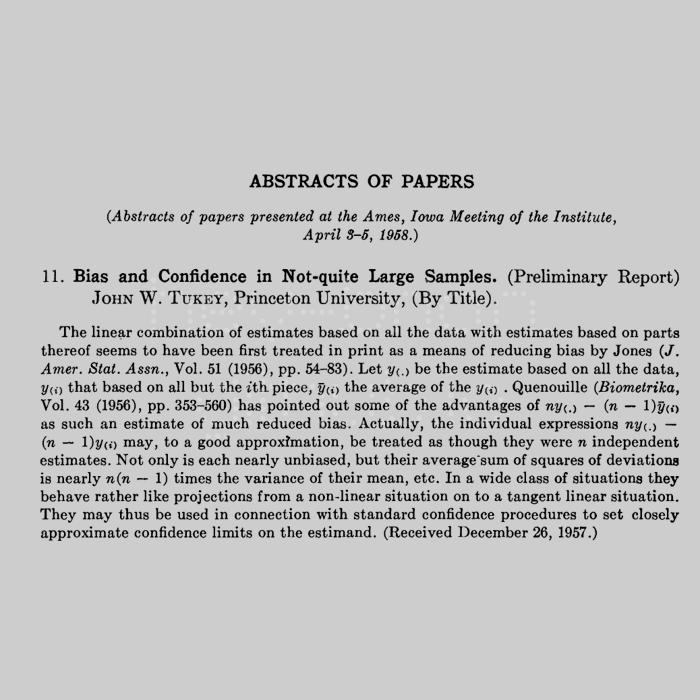 ABSTRACTS OF PAPERS
(Abstracts of papers presented at the Ames, Iowa Meeting of the Institute,
April 3-5, 1958.)
11. Bias and Confidence in Not-quite Large Samples. (Preliminary Report)
JOHN W. TUKEY, Princeton University, (By Title).
The linear combination of estimates based on all the data with estimates based on parts
thereof seems to have been first treated in print as a means of reducing bias by Jones (J.
Amer. Stat. Assn., Vol. 51 (1956), pp. 54-83). Let y(.) be the estimate based on all the data,
y(i) that based on all but the ith piece, ȳ(i) the average of the y(i) . Quenouille (Biometrika,
Vol. 43 (1956), pp. 353-560) has pointed out some of the advantages of ny(.) − (n − 1)ȳ(i)
as such an estimate of much reduced bias. Actually, the individual expressions ny(.) −
(n − 1)y(i) may, to a good approximation, be treated as though they were n independent
estimates. Not only is each nearly unbiased, but their average sum of squares of deviations
is nearly n(n − 1) times the variance of their mean, etc. In a wide class of situations they
behave rather like projections from a non-linear situation on to a tangent linear situation.
They may thus be used in connection with standard confidence procedures to set closely
approximate confidence limits on the estimand. (Received December 26, 1957.)